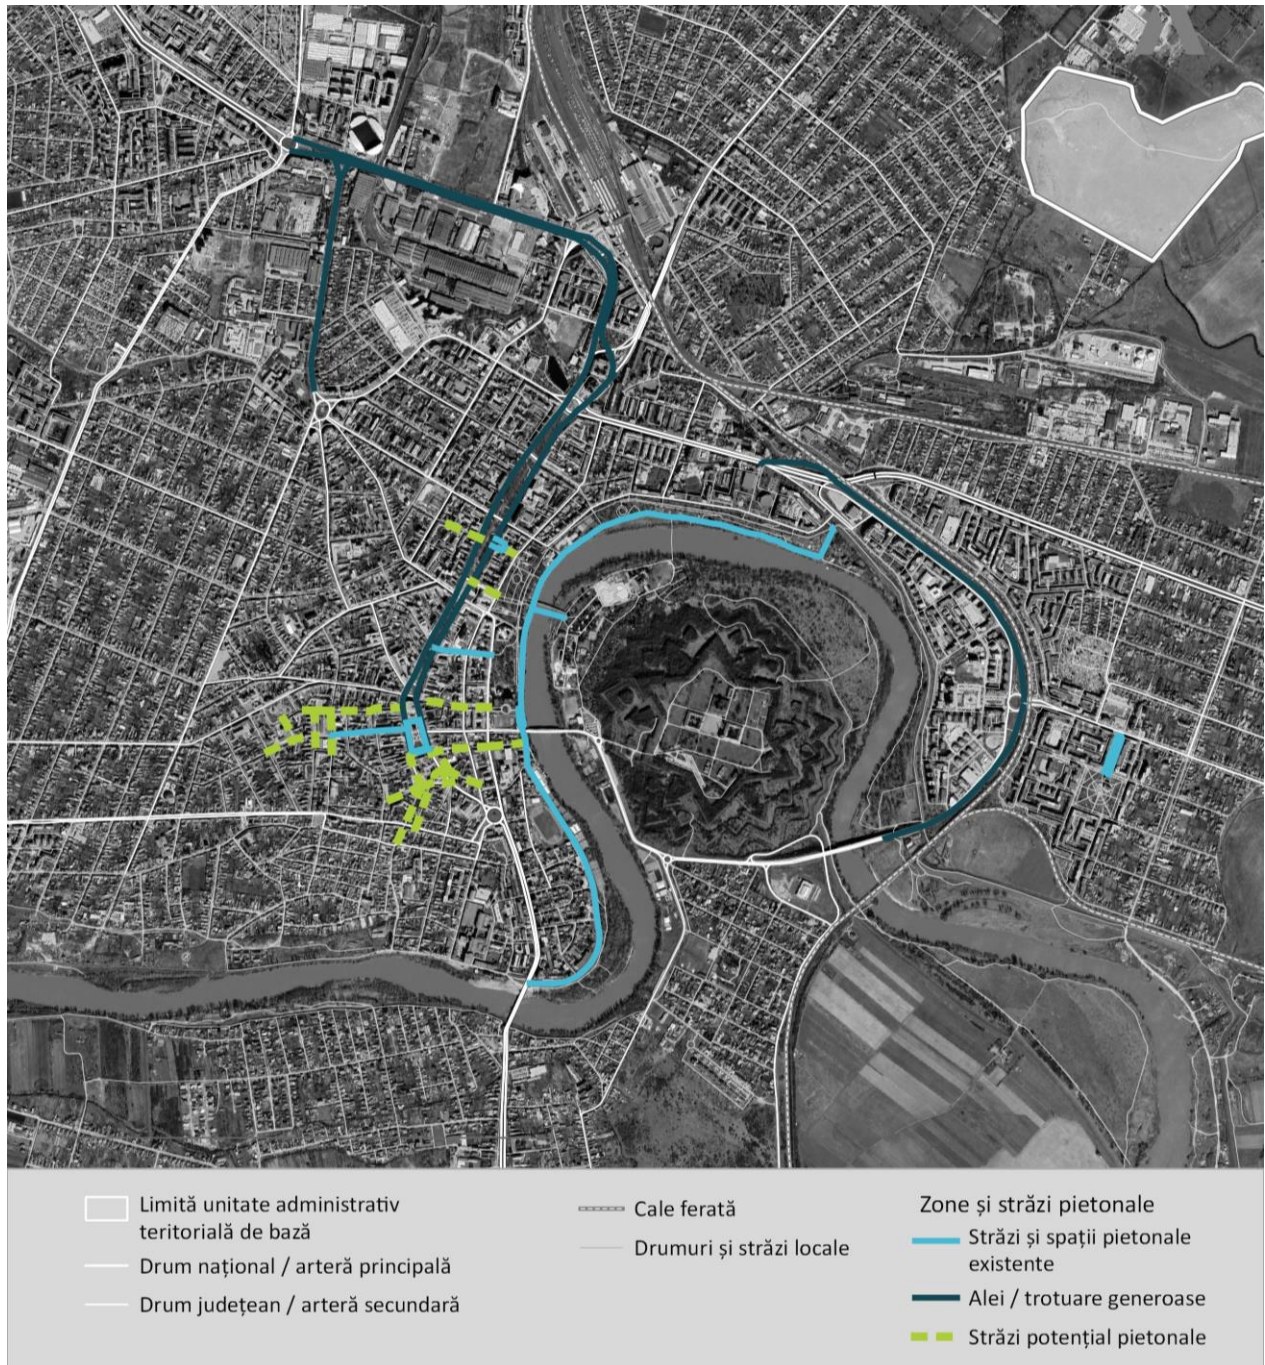 Limită unitate administrativ
teritorială de bază
Drum național / arteră principală
Drum județean / arteră secundară
Cale ferată
Drumuri și străzi locale
Zone și străzi pietonale
Străzi și spații pietonale
existente
Alei / trotuare generoase
Străzi potențial pietonale